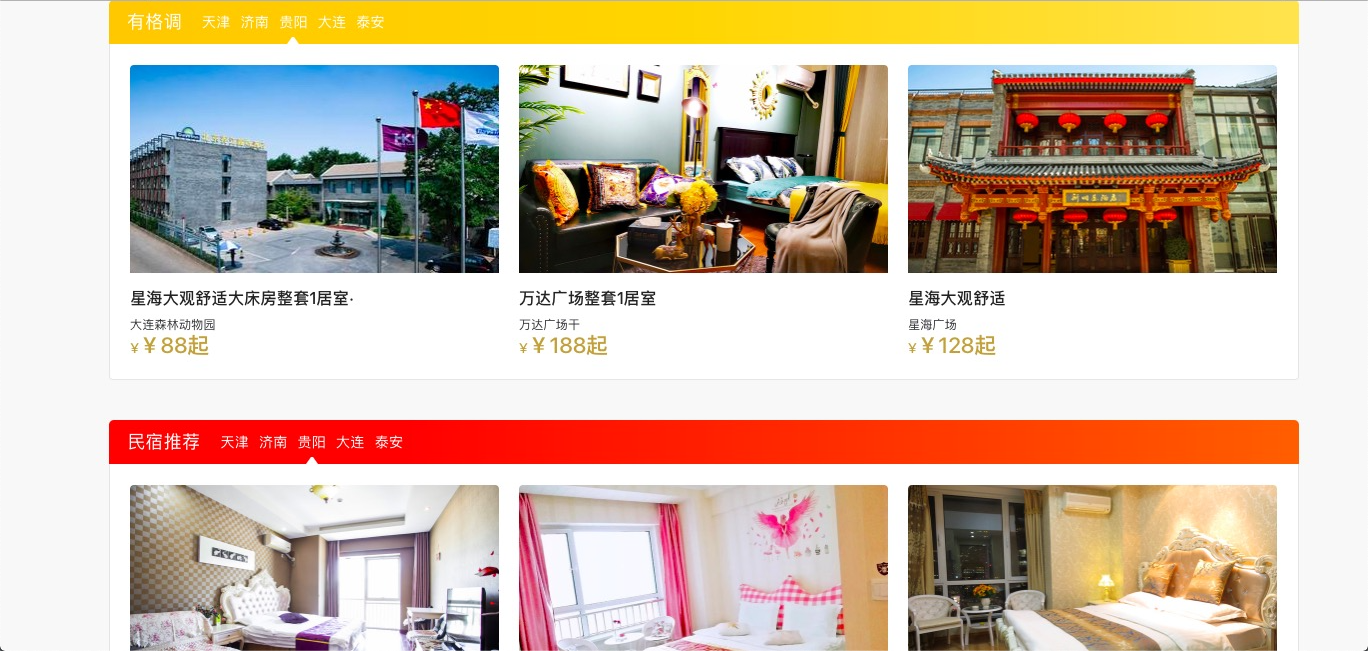 有格调 天津 济南 贵阳 大连 泰安
星海大观舒适大床房整套1居室·
大连森林动物园
¥ ¥88起
万达广场整套1居室
万达广场干
¥ ¥188起
星海大观舒适
星海广场
¥ ¥128起
民宿推荐 天津 济南 贵阳 大连 泰安